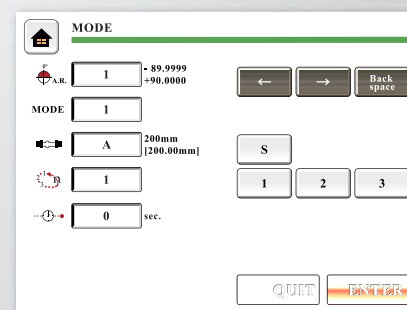 MODE
0°
A.R.
1
- 89.9999
+90.0000
MODE
1
A
200mm
[200.00mm]
1
0
sec.
←
→
Back
space
S
1
2
3
QUIT
ENTER